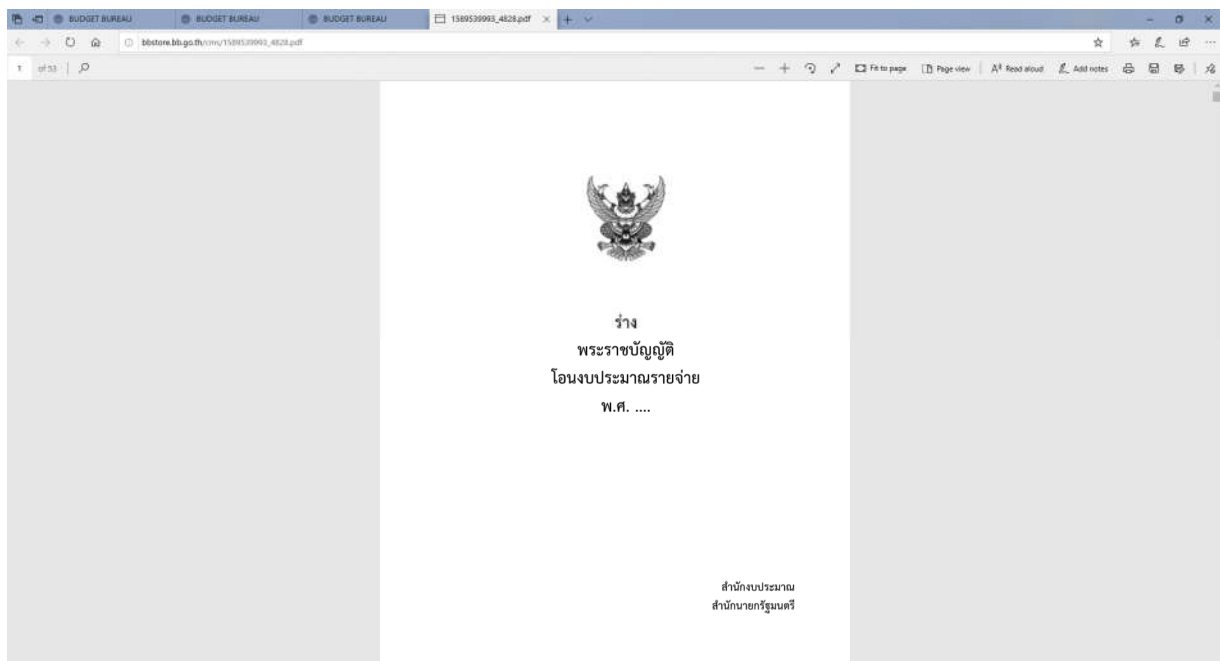 BUDGET BUREAU
BUDGET BUREAU
BUDGET BUREAU
1589539993_4828.pdf
bbstore.bb.go.th/cms/1589539993_4828.pdf
1 of 53
Fit to page
Page view
Read aloud
Add notes
ร่าง
พระราชบัญญัติ
โอนงบประมาณรายจ่าย
พ.ศ. ....
สำนักงบประมาณ
สำนักนายกรัฐมนตรี